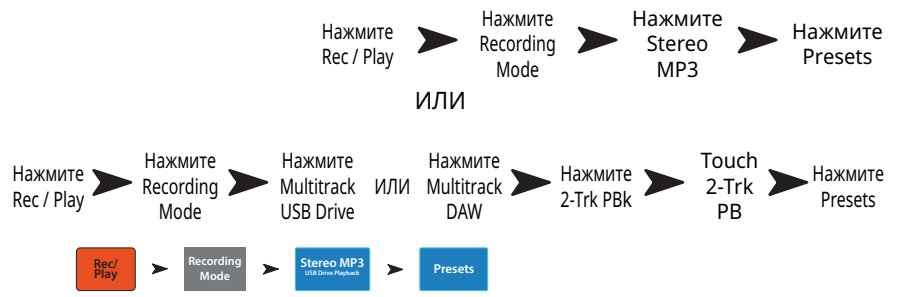 Нажмите
Rec / Play
Нажмите
Recording
Mode
Нажмите
Stereo
MP3
Нажмите
Presets
ИЛИ
Нажмите
Rec / Play
Нажмите
Recording
Mode
Нажмите
Multitrack
USB Drive
ИЛИ
Нажмите
Multitrack
DAW
Нажмите
2-Trk PBk
Touch
2-Trk
PB
Нажмите
Presets
Rec/
Play
Recording
Mode
Stereo MP3
USB Drive Playback
Presets